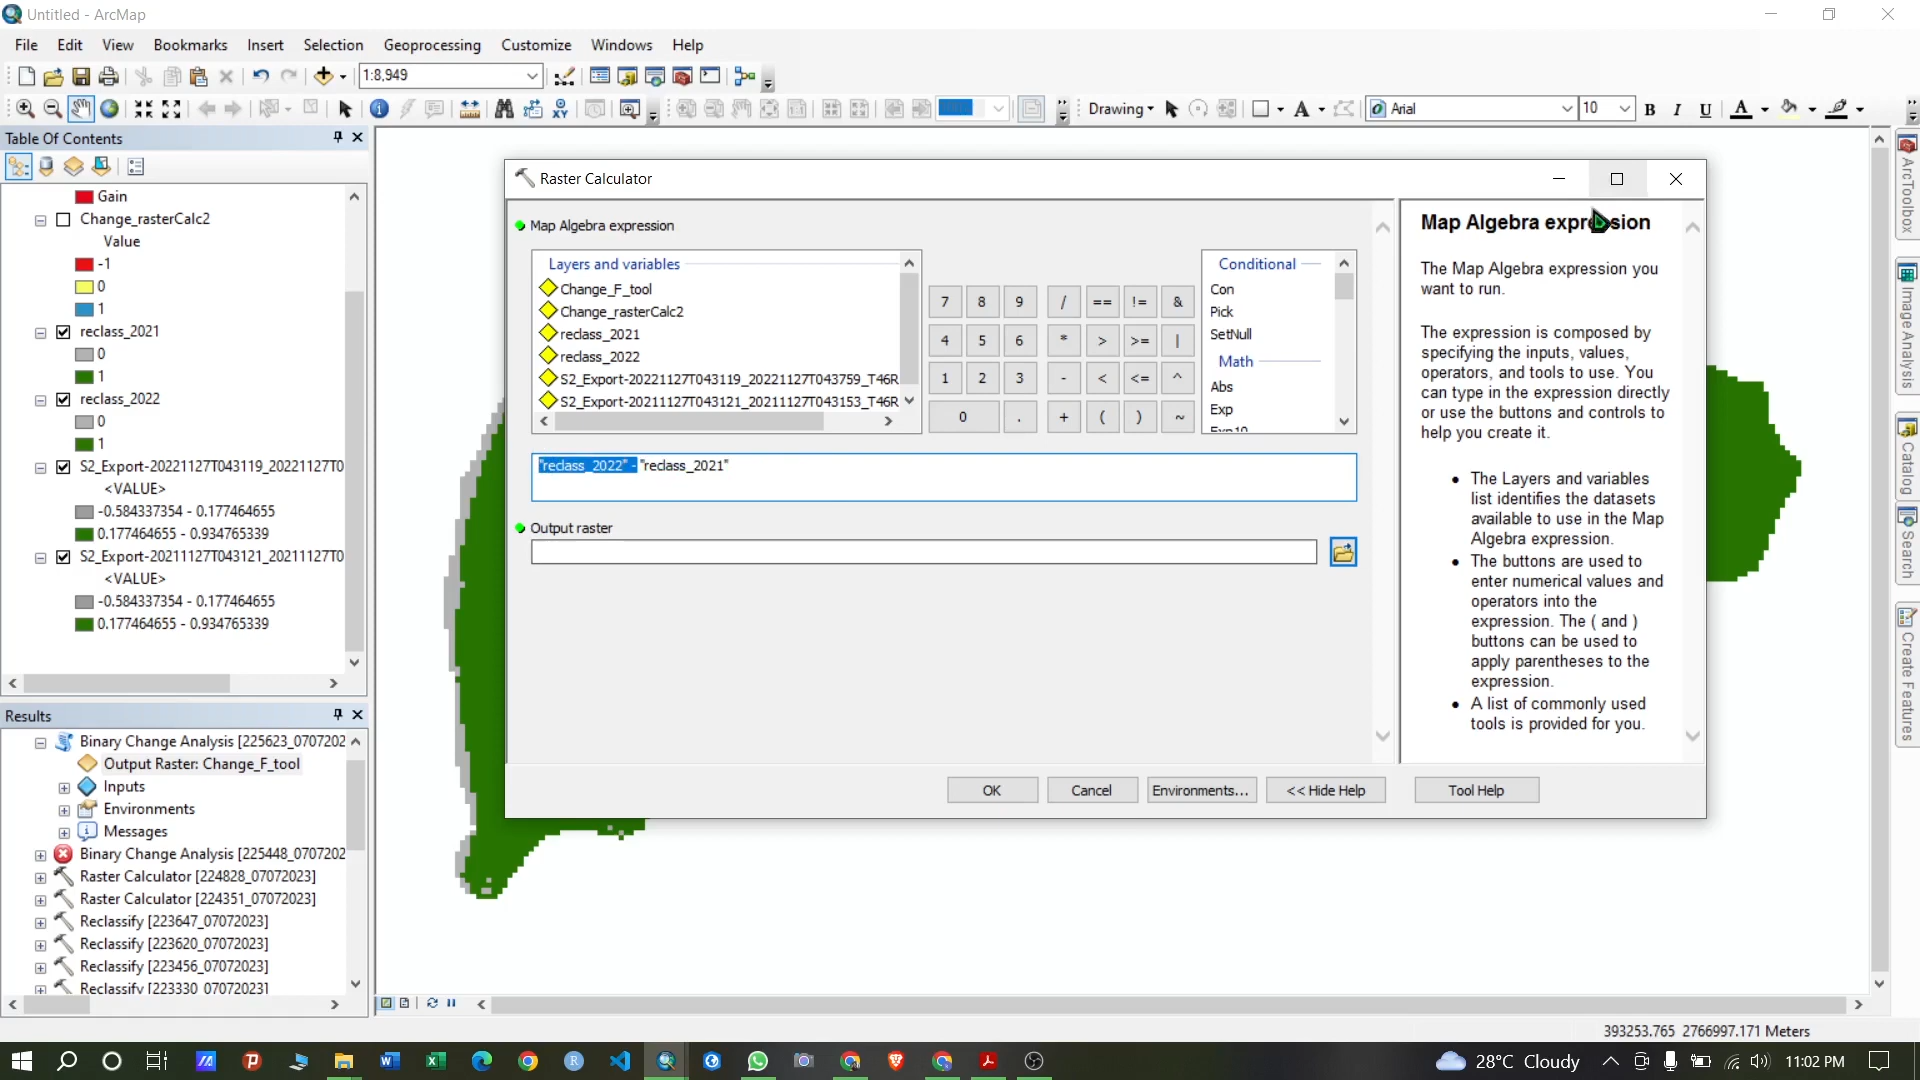 Untitled - ArcMap
File Edit View Bookmarks Insert Selection Geoprocessing Customize Windows Help
1:8,949
Drawing Arial 10 B I U A
Table Of Contents
Gain
Change_rasterCalc2
Value
-1
0
1
reclass_2021
0
1
reclass_2022
0
1
S2_Export-20221127T043119_20221127T0
<VALUE>
-0.584337354 - 0.177464655
0.177464655 - 0.934765339
S2_Export-20211127T043121_20211127T0
<VALUE>
-0.584337354 - 0.177464655
0.177464655 - 0.934765339
Results
Binary Change Analysis [225623_0707202
Output Raster: Change_F_tool
Inputs
Environments
Messages
Binary Change Analysis [225448_0707202
Raster Calculator [224828_07072023]
Raster Calculator [224351_07072023]
Reclassify [223647_07072023]
Reclassify [223620_07072023]
Reclassify [223456_07072023]
Reclassify [223330_07072023]
Raster Calculator
Map Algebra expression
Layers and variables
Change_F_tool
Change_rasterCalc2
reclass_2021
reclass_2022
S2_Export-20221127T043119_20221127T043759_T46R
S2_Export-20211127T043121_20211127T043153_T46R
7 8 9 / == != &
4 5 6 * > >= |
1 2 3 - < <= ^
0 . + ( ) ~
Conditional
Con
Pick
SetNull
Math
Abs
Exp
Exp10
"reclass_2022" - "reclass_2021"
Output raster
OK Cancel Environments... << Hide Help Tool Help
Map Algebra expression
The Map Algebra expression you
want to run.
The expression is composed by
specifying the inputs, values,
operators, and tools to use. You
can type in the expression directly
or use the buttons and controls to
help you create it.
• The Layers and variables
list identifies the datasets
available to use in the Map
Algebra expression.
• The buttons are used to
enter numerical values and
operators into the
expression. The ( and )
buttons can be used to
apply parentheses to the
expression.
• A list of commonly used
tools is provided for you.
ArcToolbox
Image Analysis
Catalog
Search
Create Features
393253.765 2766997.171 Meters
28°C Cloudy
11:02 PM